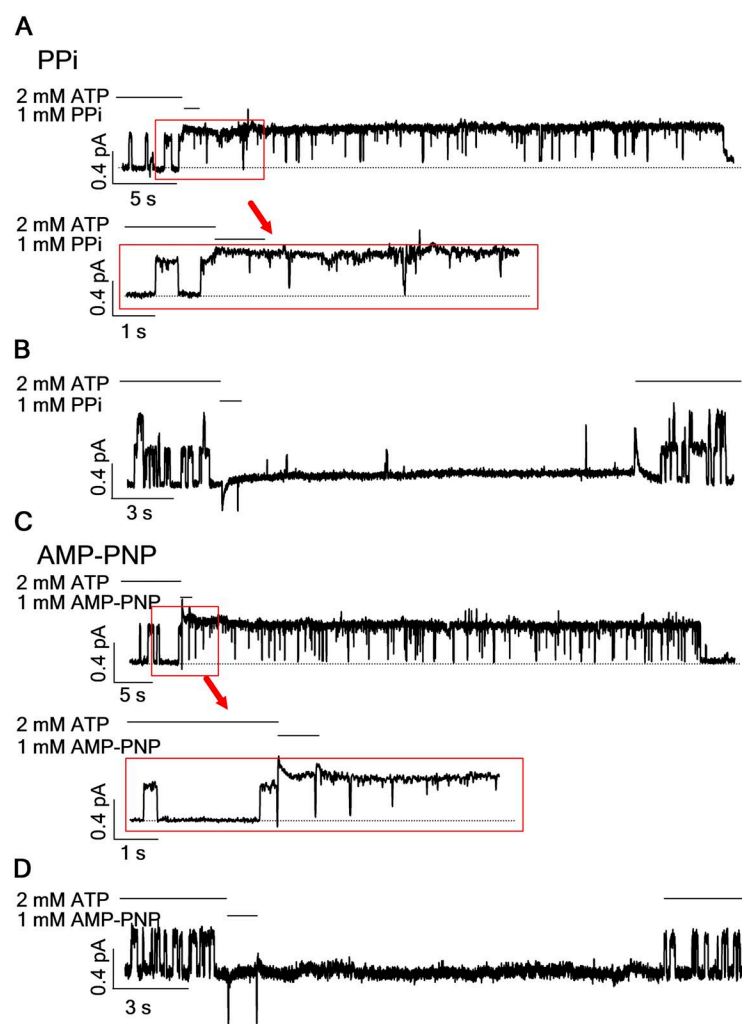 A
PPi
2 mM ATP
1 mM PPi
0.4 pA
5 s
2 mM ATP
1 mM PPi
0.4 pA
1 s
B
2 mM ATP
1 mM PPi
0.4 pA
3 s
C
AMP-PNP
2 mM ATP
1 mM AMP-PNP
0.4 pA
5 s
2 mM ATP
1 mM AMP-PNP
0.4 pA
1 s
D
2 mM ATP
1 mM AMP-PNP
0.4 pA
3 s